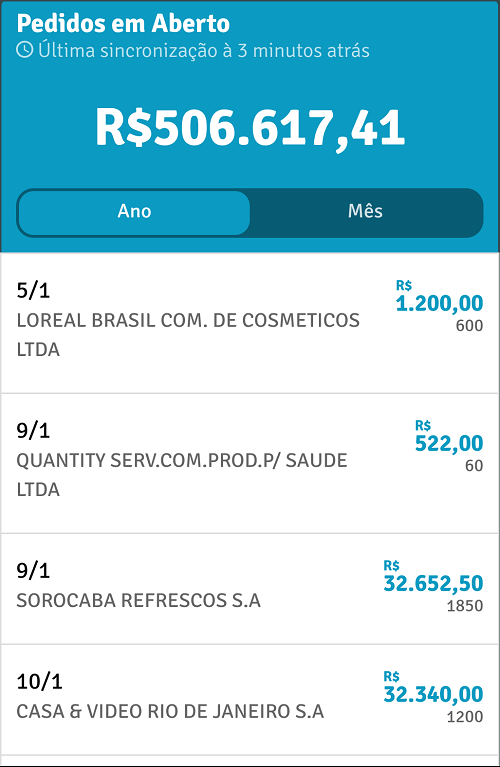 Pedidos em Aberto
Última sincronização à 3 minutos atrás
R$506.617,41
Ano
Mês
5/1
LOREAL BRASIL COM. DE COSMETICOS
LTDA
R$
1.200,00
600
9/1
QUANTITY SERV.COM.PROD.P/ SAUDE
LTDA
R$
522,00
60
9/1
SOROCABA REFRESCOS S.A
R$
32.652,50
1850
10/1
CASA & VIDEO RIO DE JANEIRO S.A
R$
32.340,00
1200